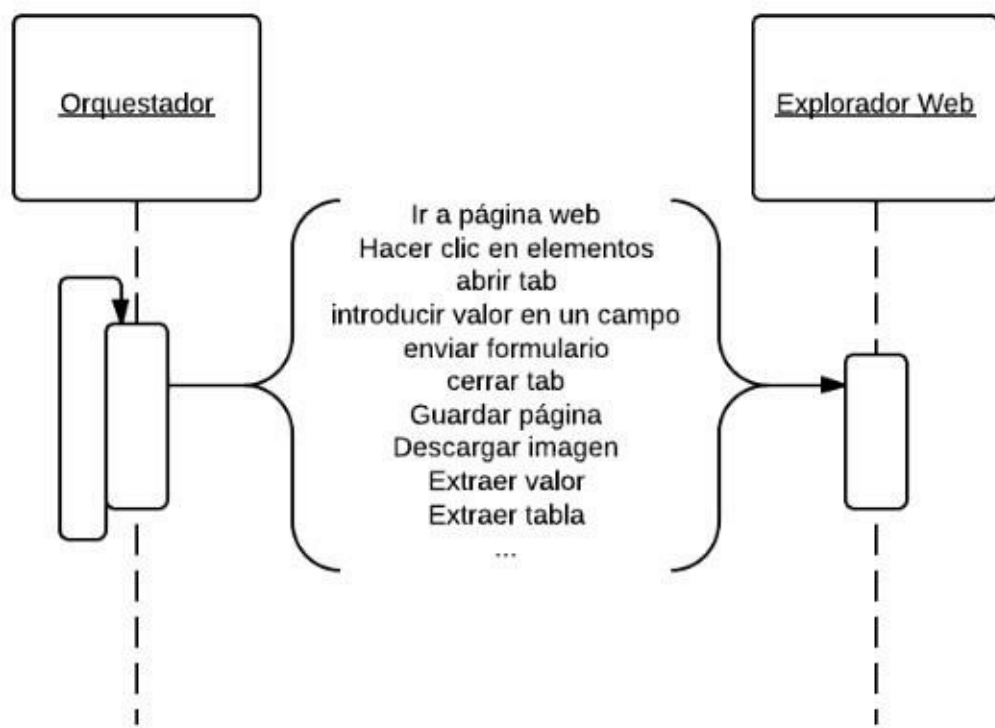 Orquestador
Explorador Web
Ir a página web
Hacer clic en elementos
abrir tab
introducir valor en un campo
enviar formulario
cerrar tab
Guardar página
Descargar imagen
Extraer valor
Extraer tabla
...